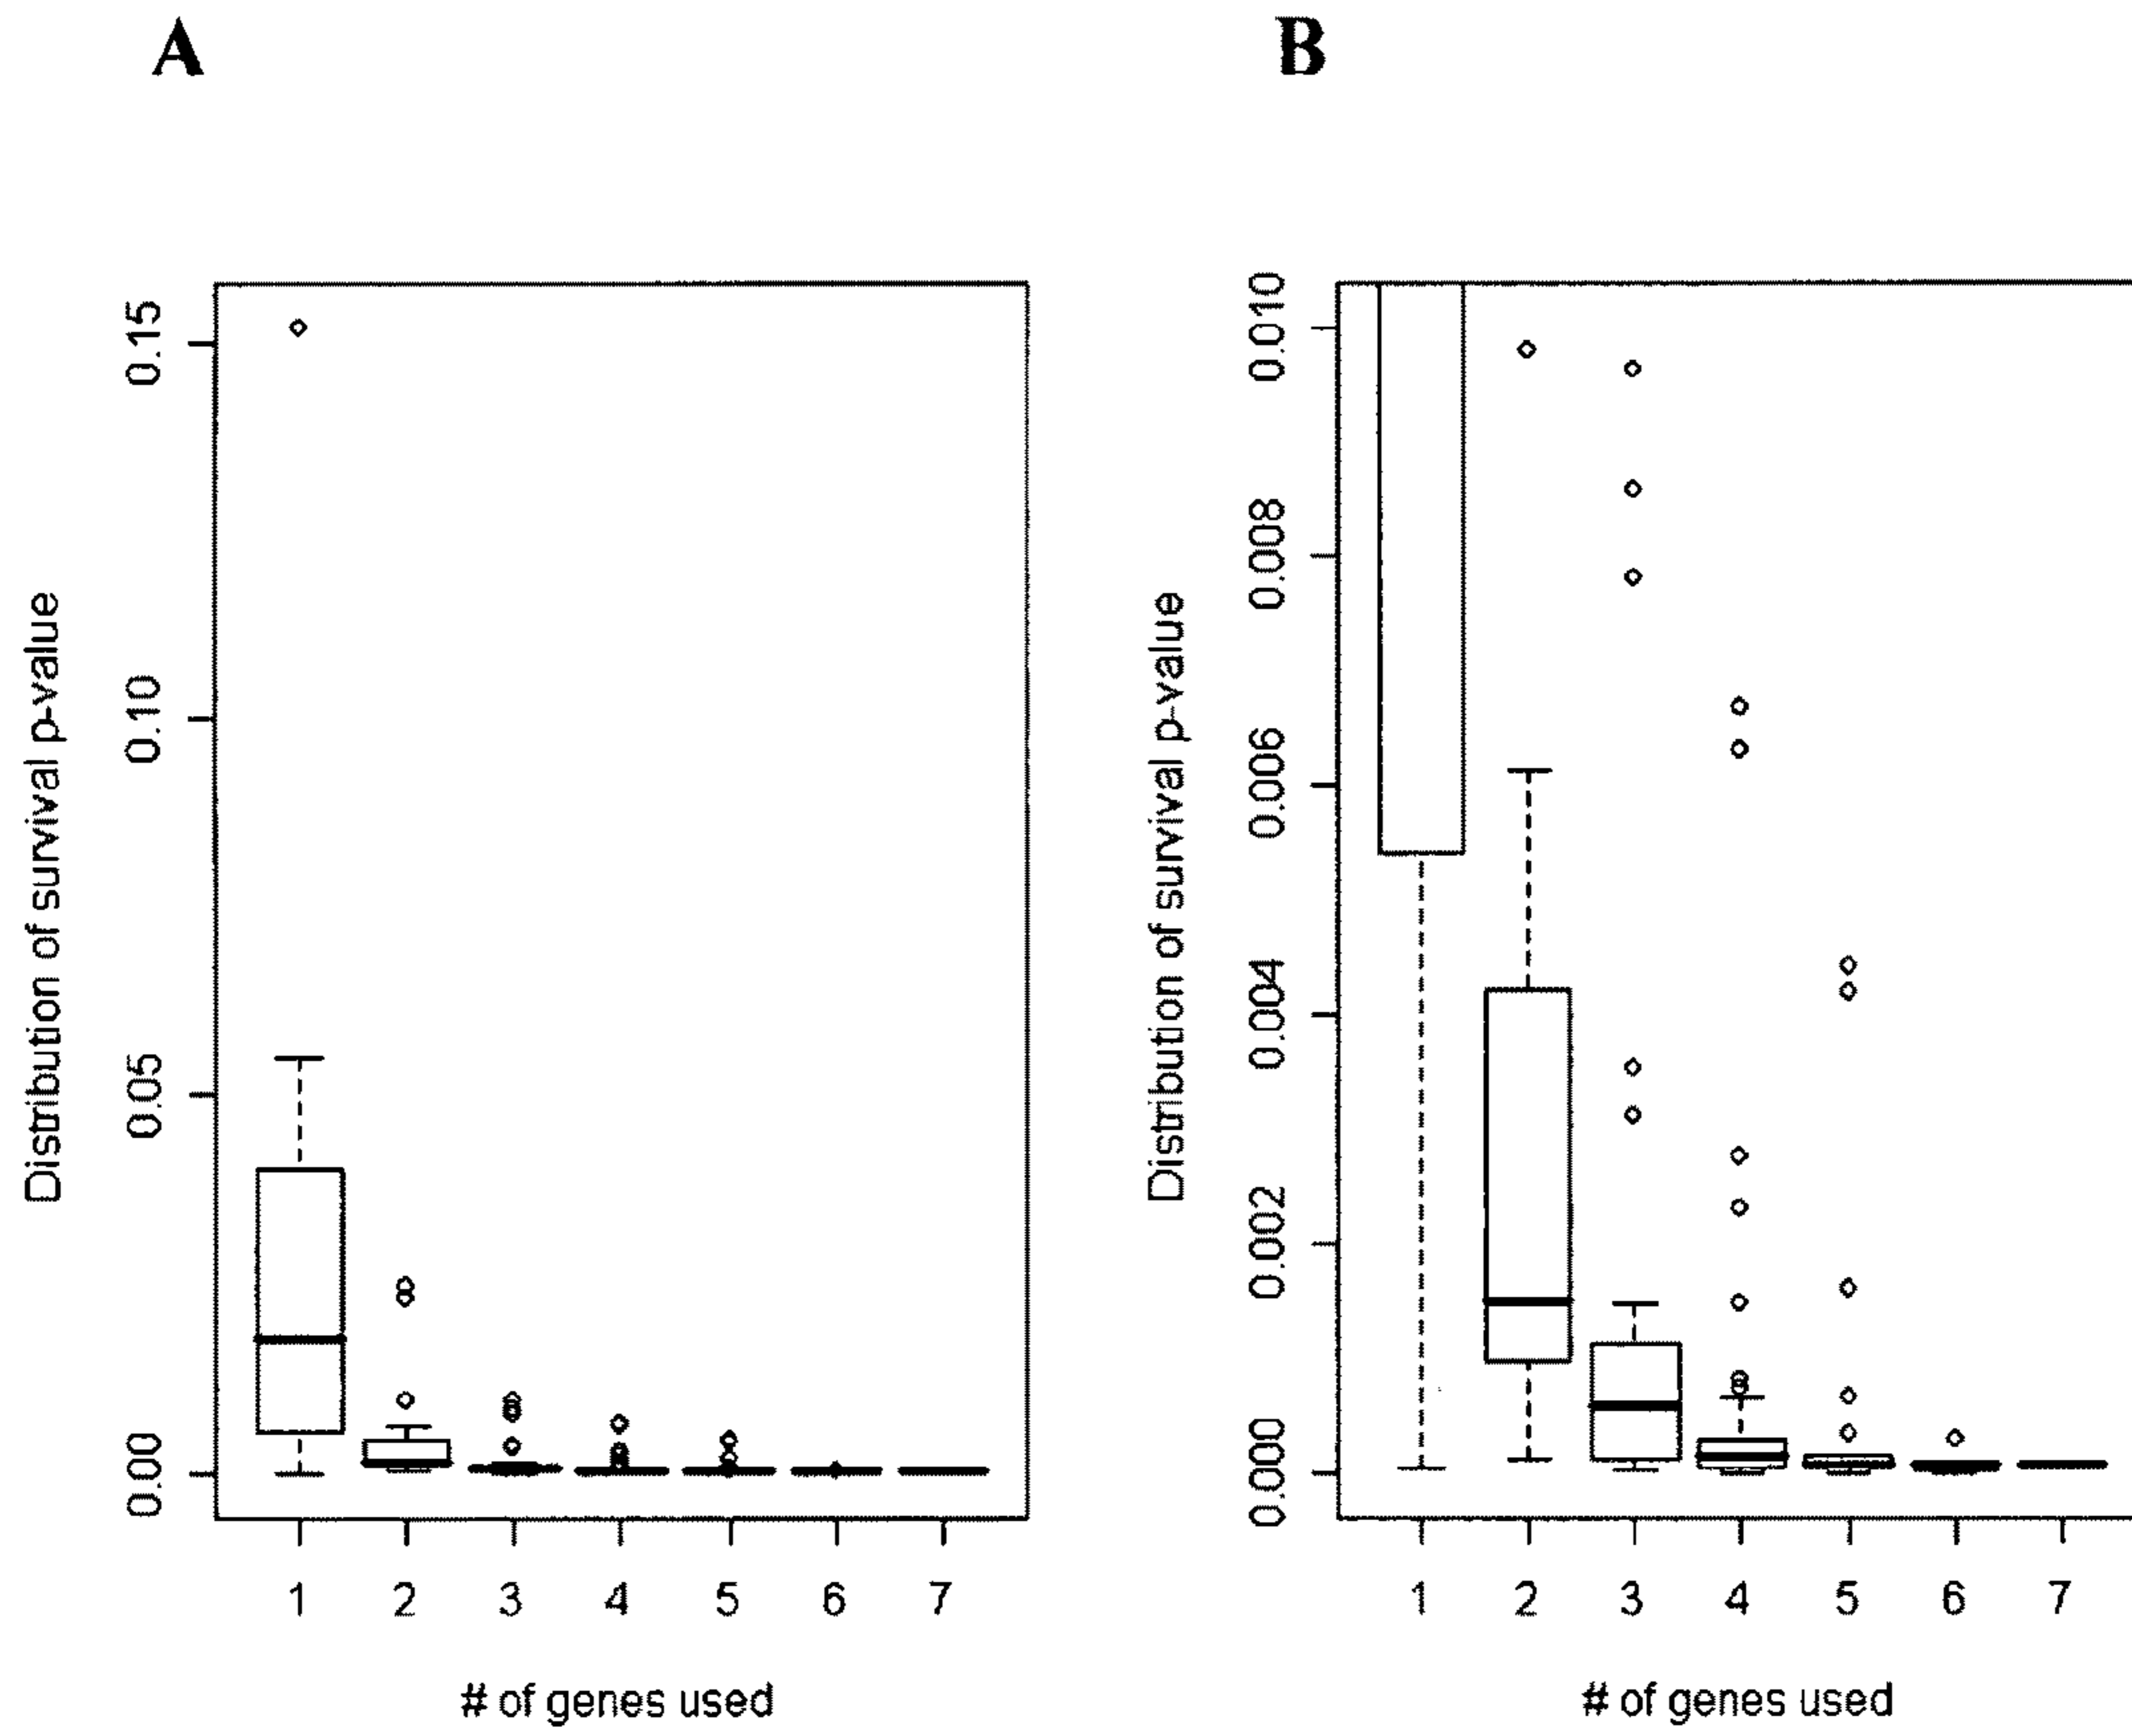 A
B
Distribution of survival p-value
0.15
0.10
0.05
0.00
1 2 3 4 5 6 7
# of genes used
Distribution of survival p-value
0.010
0.008
0.006
0.004
0.002
0.000
1 2 3 4 5 6 7
# of genes used